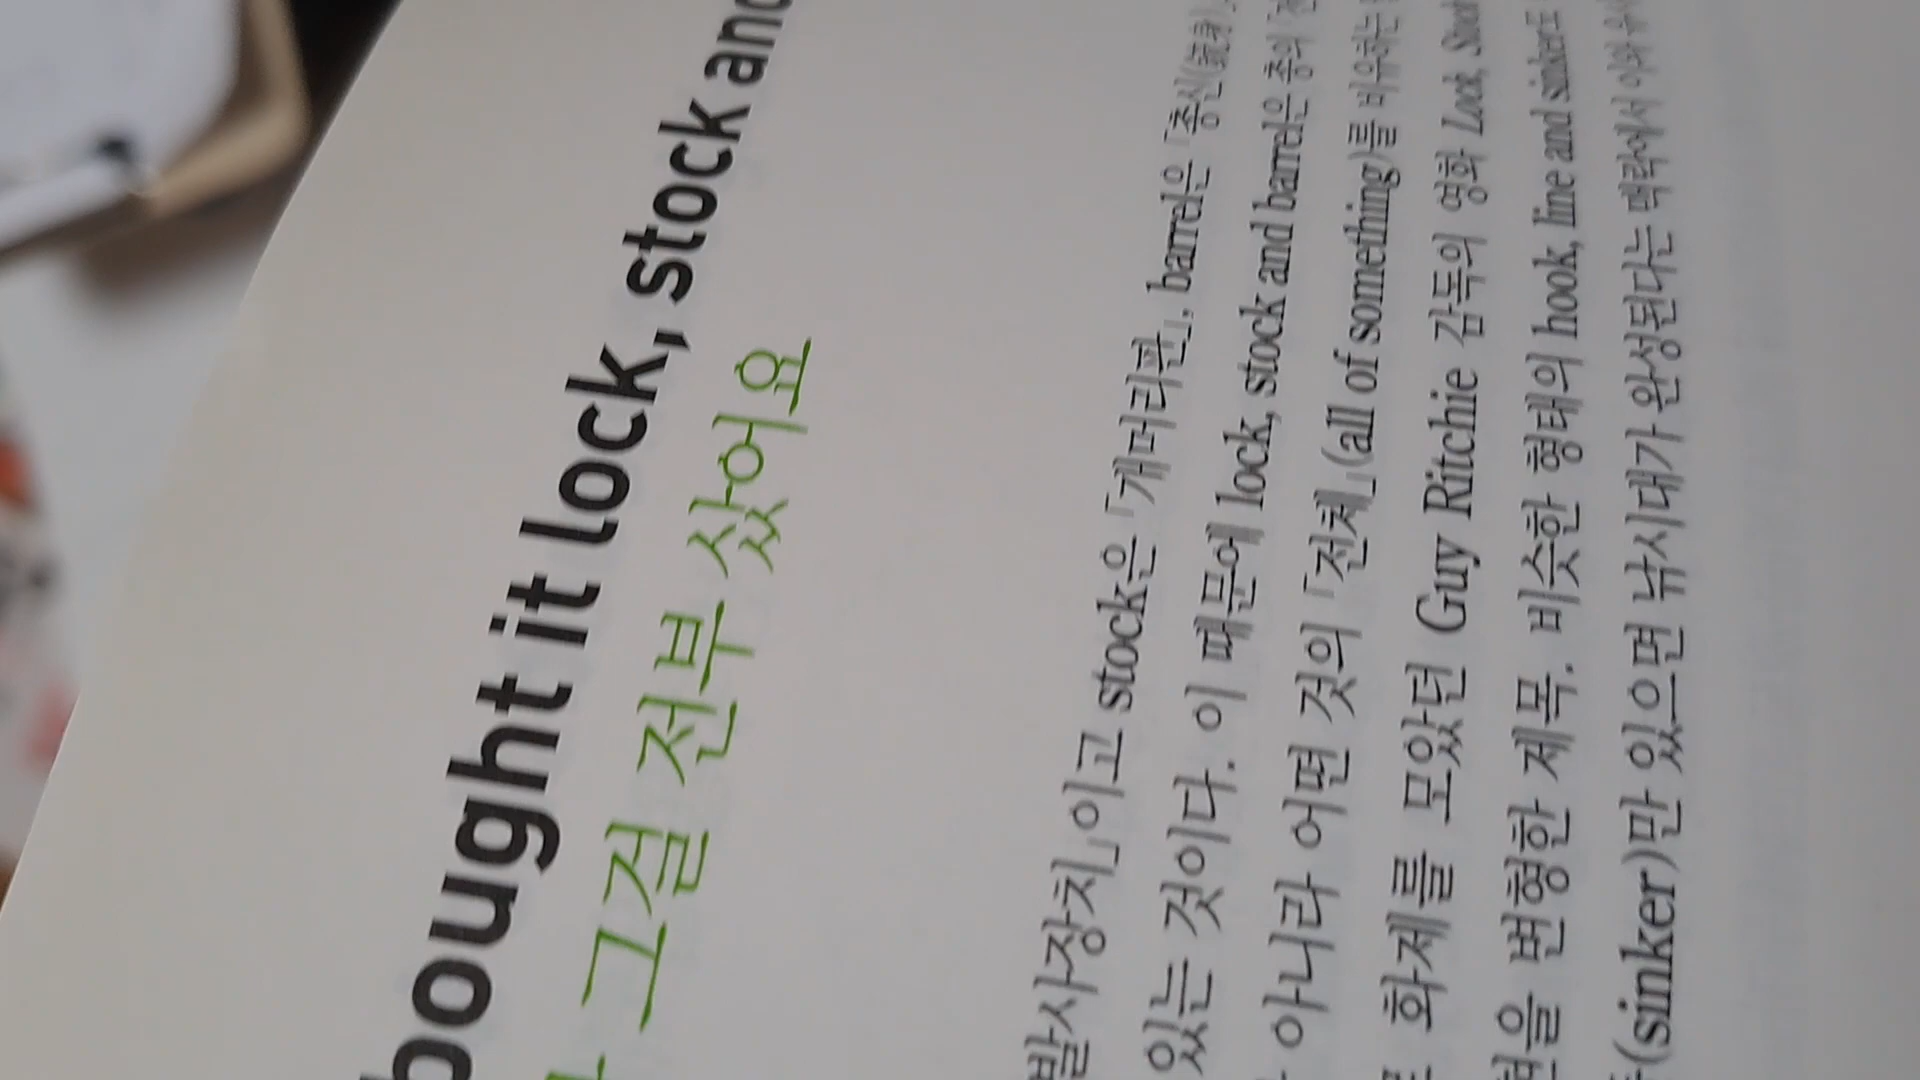 bought it lock, stock and
그걸 전부 샀어요
발사장치」이고 stock은 「개머리판」, barrel은 「총신(銃身)」
있는 것이다. 이 때문에 lock, stock and barrel은 총의
아니라 어떤 것의 「전체」(all of something)를 비유하는
화제를 모았던 Guy Ritchie 감독의 영화 Lock, Stock
변형한 제목. 비슷한 형태의 hook, line and sinker도
(sinker)만 있으면 낚시대가 완성된다는 맥락에서 이와